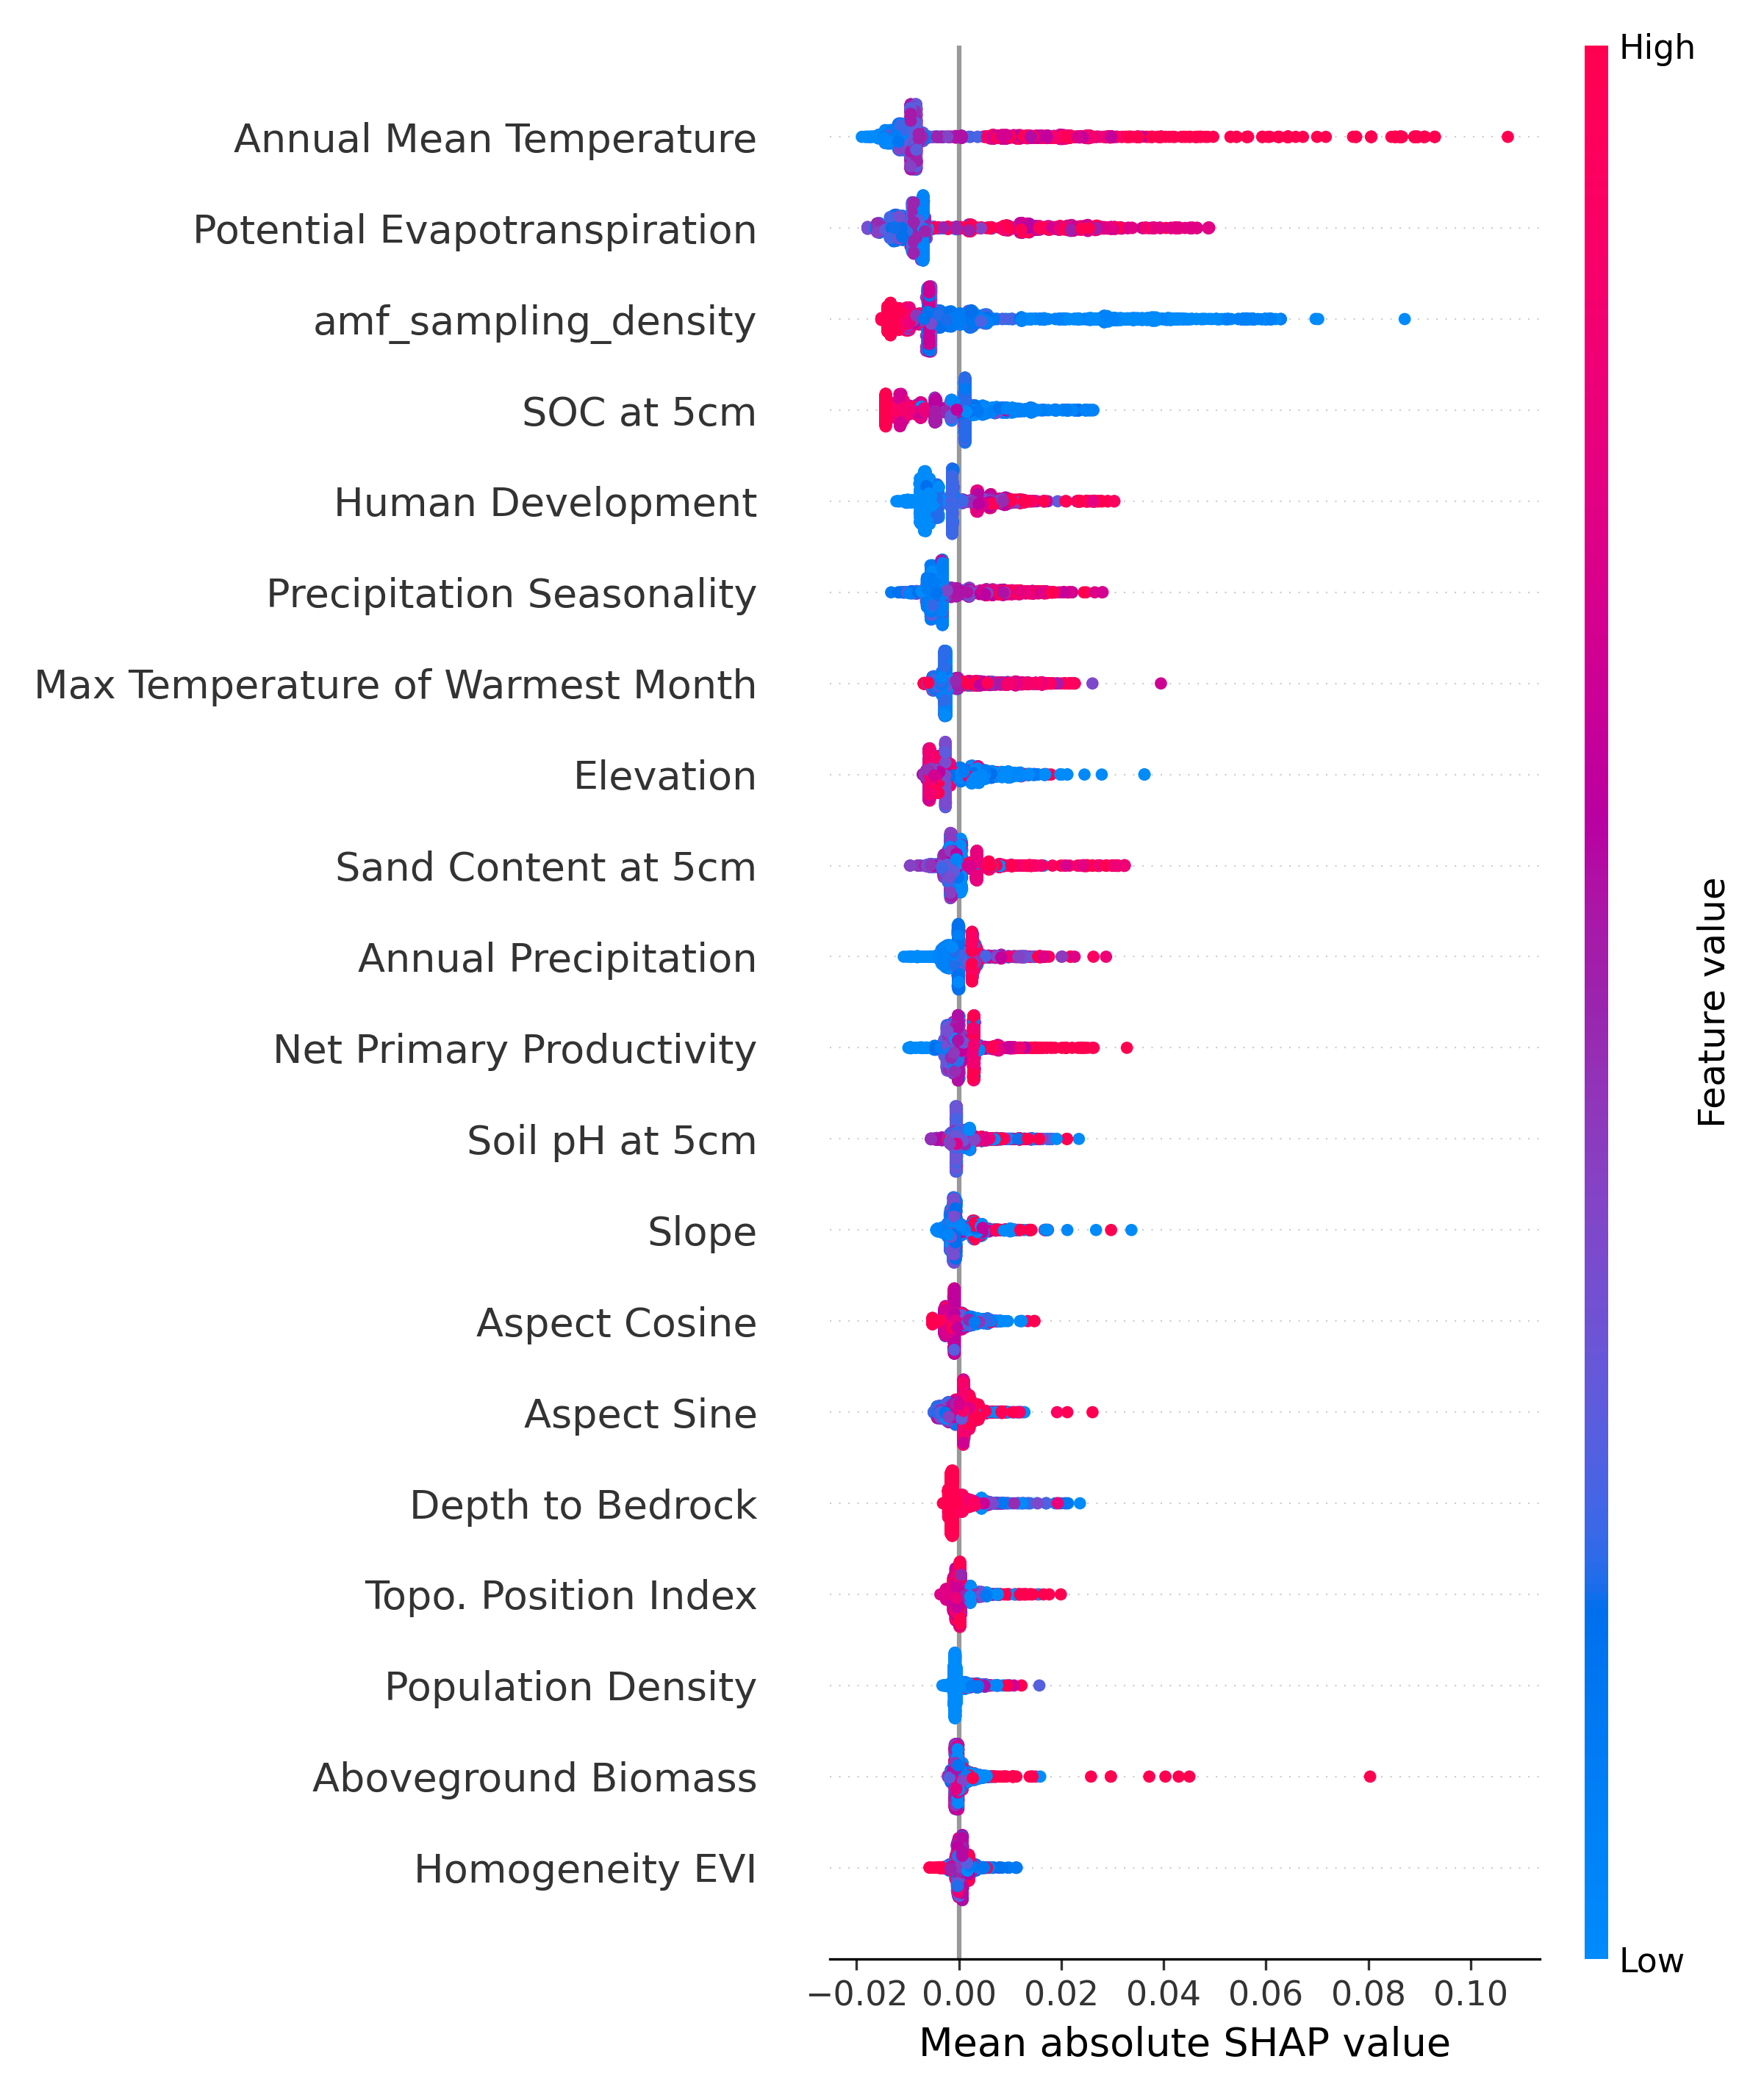 High
Annual Mean Temperature
Potential Evapotranspiration
amf_sampling_density
SOC at 5cm
Human Development
Precipitation Seasonality
Max Temperature of Warmest Month
Elevation
Sand Content at 5cm
Annual Precipitation
Net Primary Productivity
Soil pH at 5cm
Slope
Aspect Cosine
Aspect Sine
Depth to Bedrock
Topo. Position Index
Population Density
Aboveground Biomass
Homogeneity EVI
Feature value
Low
−0.02 0.00 0.02 0.04 0.06 0.08 0.10
Mean absolute SHAP value